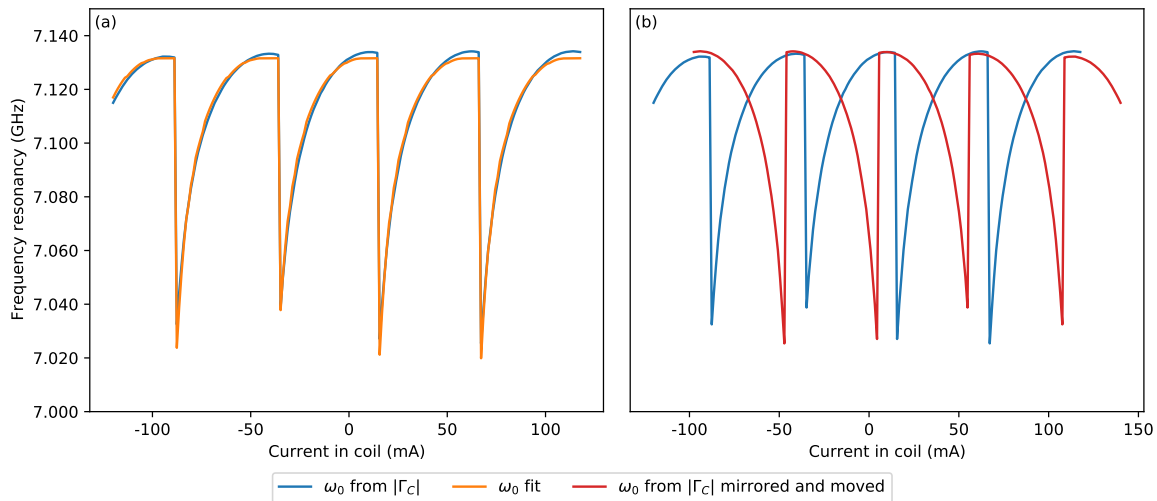 (a)
(b)
7.140
7.120
7.100
7.080
7.060
7.040
7.020
7.000
Frequency resonancy (GHz)
-100 -50 0 50 100
-100 -50 0 50 100 150
Current in coil (mA)
Current in coil (mA)
ω₀ from |Γ_C| ω₀ fit ω₀ from |Γ_C| mirrored and moved